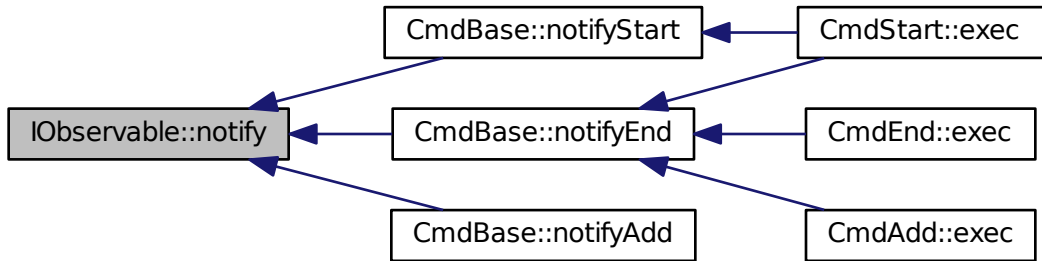 CmdBase::notifyStart
CmdStart::exec
IObservable::notify
CmdBase::notifyEnd
CmdEnd::exec
CmdBase::notifyAdd
CmdAdd::exec